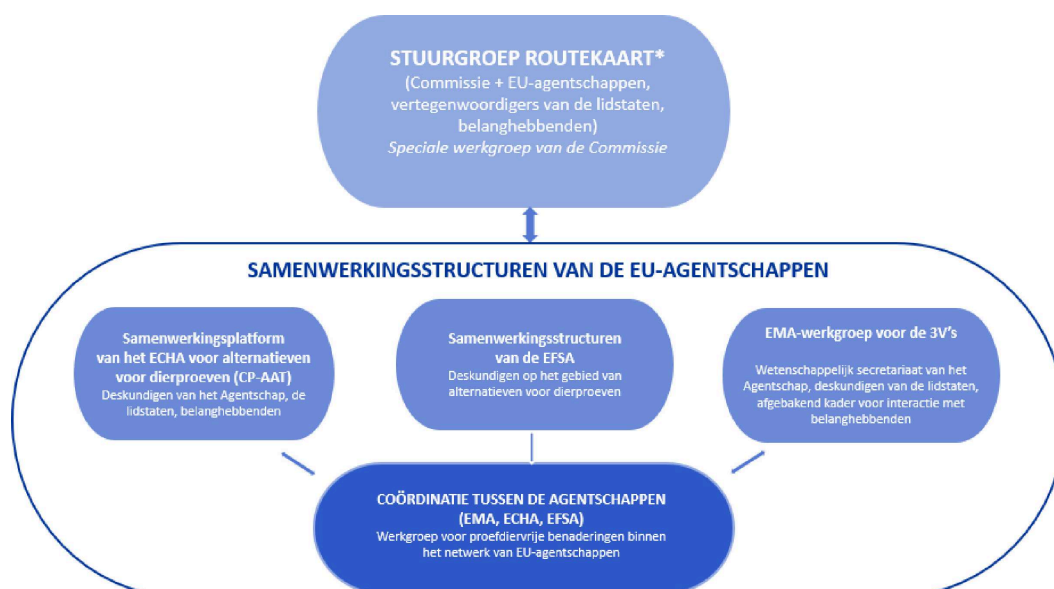 STUURGROEP ROUTEKAART*
(Commissie + EU-agentschappen,
vertegenwoordigers van de lidstaten,
belanghebbenden)
Speciale werkgroep van de Commissie
SAMENWERKINGSSTRUCTUREN VAN DE EU-AGENTSCHAPPEN
Samenwerkingsplatform
van het ECHA voor alternatieven
voor dierproeven (CP-AAT)
Deskundigen van het Agentschap, de
lidstaten, belanghebbenden
Samenwerkingsstructuren
van de EFSA
Deskundigen op het gebied van
alternatieven voor dierproeven
EMA-werkgroep voor de 3V's
Wetenschappelijk secretariaat van het
Agentschap, deskundigen van de lidstaten,
afgebakend kader voor interactie met
belanghebbenden
COÖRDINATIE TUSSEN DE AGENTSCHAPPEN
(EMA, ECHA, EFSA)
Werkgroep voor proefdiervrije benaderingen binnen
het netwerk van EU-agentschappen